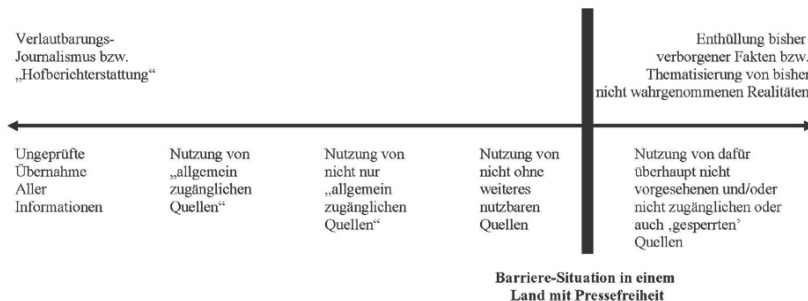 Verlautbarungs-
Journalismus bzw.
„Hofberichterstattung“
Enthüllung bisher
verborgener Fakten bzw.
Thematisierung von bisher
nicht wahrgenommenen Realitäten
Ungeprüfte
Übernahme
Aller
Informationen
Nutzung von
„allgemein
zugänglichen
Quellen“
Nutzung von
nicht nur
„allgemein
zugänglichen
Quellen“
Nutzung von
nicht ohne
weiteres
nutzbaren
Quellen
Nutzung von dafür
überhaupt nicht
vorgesehenen und/oder
nicht zugänglichen oder
auch ‚gesperrten’
Quellen
Barriere-Situation in einem
Land mit Pressefreiheit